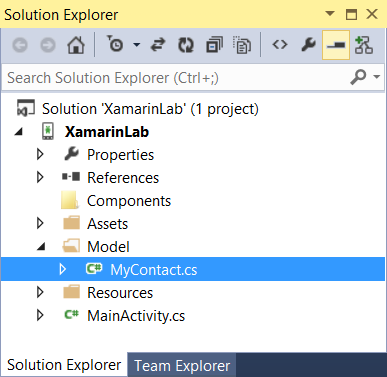 Solution Explorer
Search Solution Explorer (Ctrl+;)
Solution 'XamarinLab' (1 project)
XamarinLab
Properties
References
Components
Assets
Model
C# MyContact.cs
Resources
C# MainActivity.cs
Solution Explorer Team Explorer